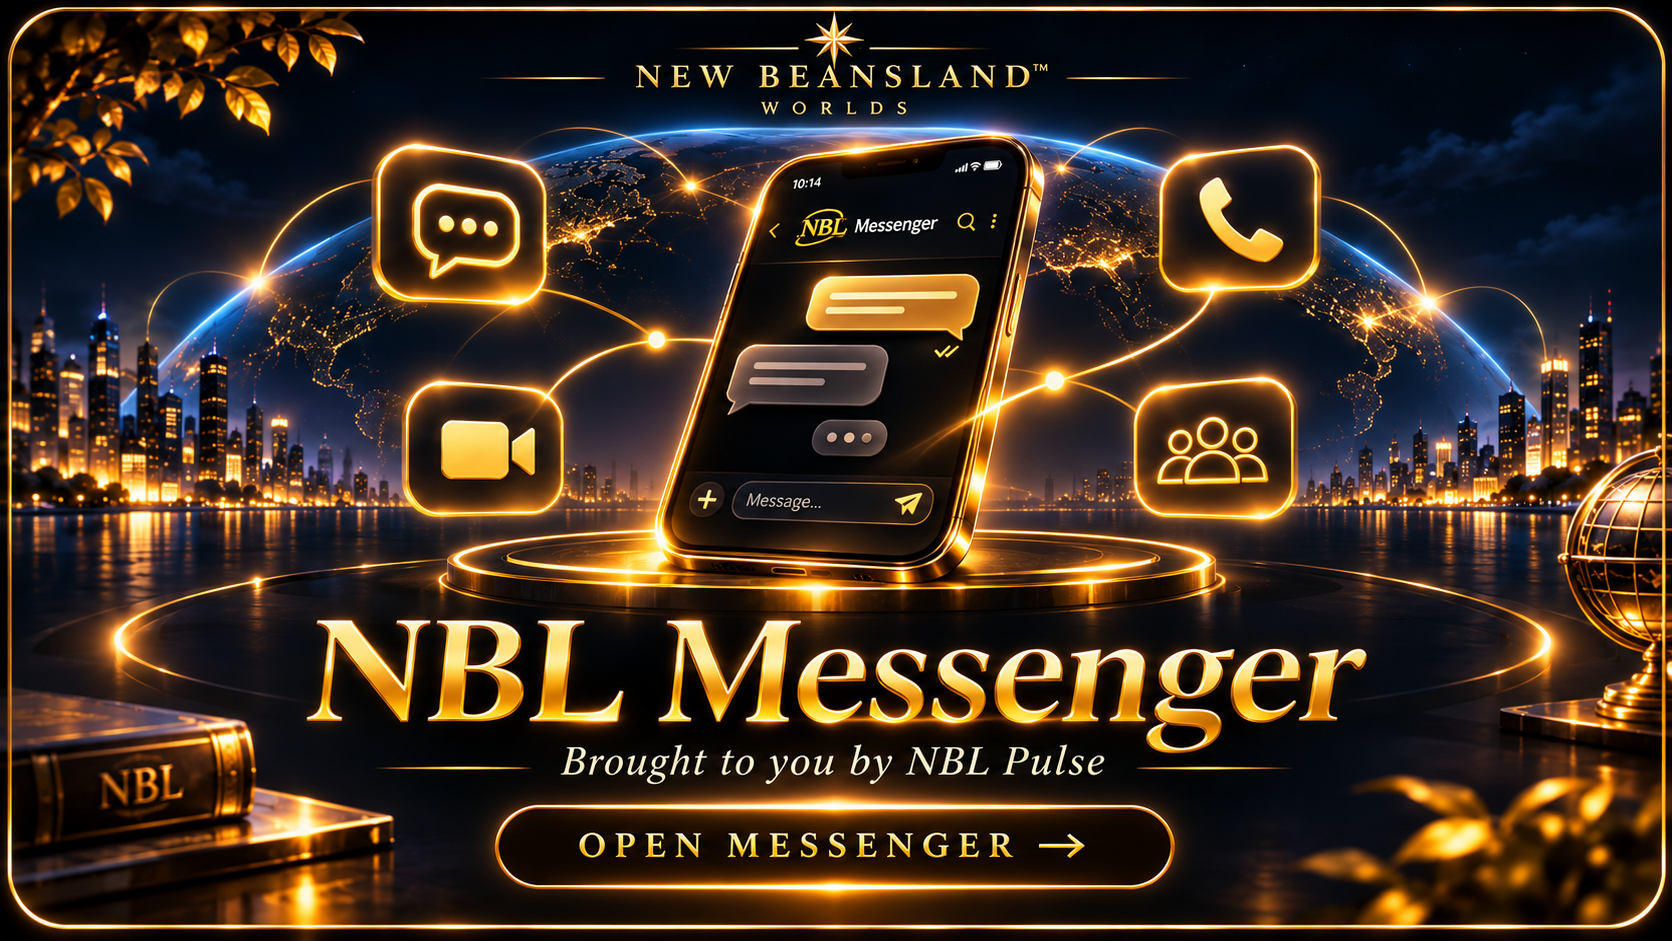 NEW BEANSLAND™
WORLDS
10:14
NBL Messenger
Message...
NBL Messenger
Brought to you by NBL Pulse
NBL
OPEN MESSENGER →